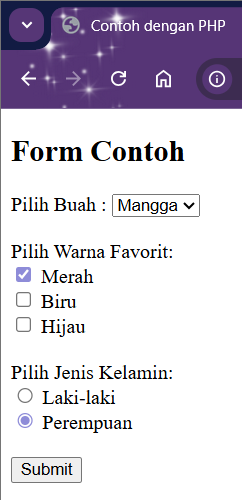 Contoh dengan PHP
Form Contoh
Pilih Buah : Mangga
Pilih Warna Favorit:
Merah
Biru
Hijau
Pilih Jenis Kelamin:
Laki-laki
Perempuan
Submit